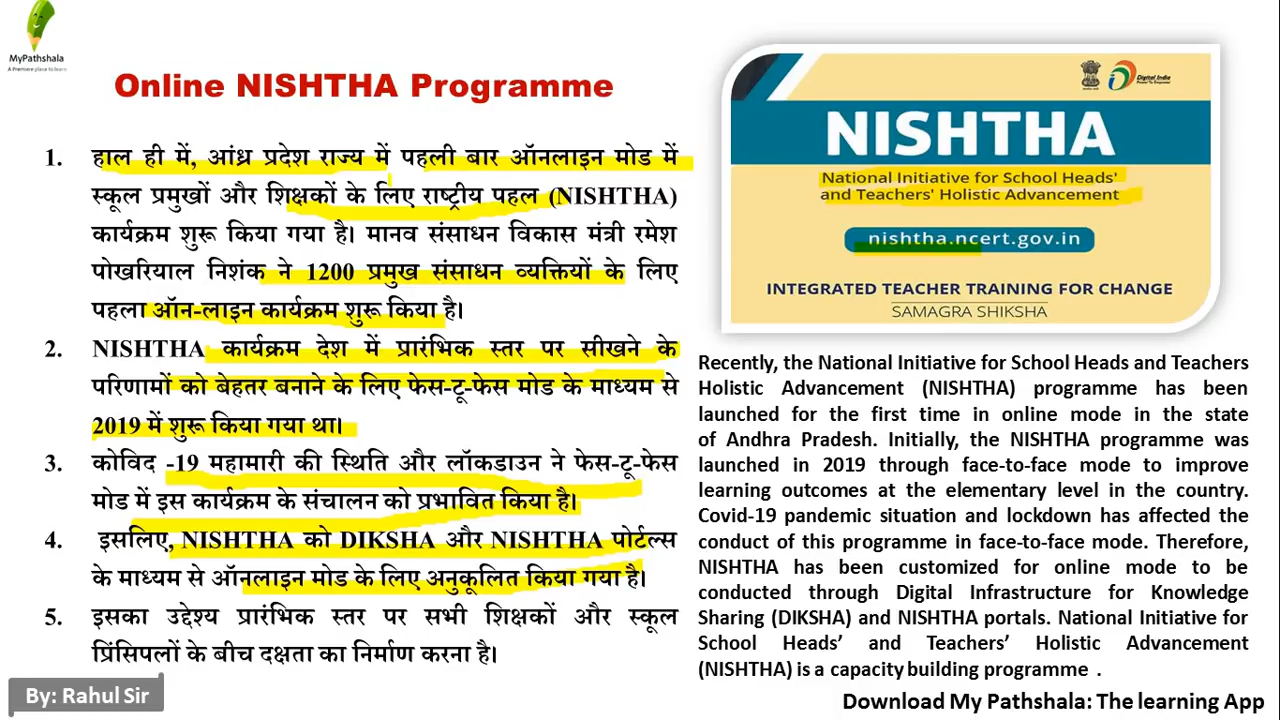 MyPathshala
A Premiere place to learn
Online NISHTHA Programme
1. हाल ही में, आंध्र प्रदेश राज्य में पहली बार ऑनलाइन मोड में
स्कूल प्रमुखों और शिक्षकों के लिए राष्ट्रीय पहल (NISHTHA)
कार्यक्रम शुरू किया गया है। मानव संसाधन विकास मंत्री रमेश
पोखरियाल निशंक ने 1200 प्रमुख संसाधन व्यक्तियों के लिए
पहला ऑन-लाइन कार्यक्रम शुरू किया है।
2. NISHTHA कार्यक्रम देश में प्रारंभिक स्तर पर सीखने के
परिणामों को बेहतर बनाने के लिए फेस-टू-फेस मोड के माध्यम से
2019 में शुरू किया गया था।
3. कोविद -19 महामारी की स्थिति और लॉकडाउन ने फेस-टू-फेस
मोड में इस कार्यक्रम के संचालन को प्रभावित किया है।
4. इसलिए, NISHTHA को DIKSHA और NISHTHA पोर्टल्स
के माध्यम से ऑनलाइन मोड के लिए अनुकूलित किया गया है।
5. इसका उद्देश्य प्रारंभिक स्तर पर सभी शिक्षकों और स्कूल
प्रिंसिपलों के बीच दक्षता का निर्माण करना है।
By: Rahul Sir
Digital India
Power To Empower
NISHTHA
National Initiative for School Heads'
and Teachers' Holistic Advancement
nishtha.ncert.gov.in
INTEGRATED TEACHER TRAINING FOR CHANGE
SAMAGRA SHIKSHA
Recently, the National Initiative for School Heads and Teachers
Holistic Advancement (NISHTHA) programme has been
launched for the first time in online mode in the state
of Andhra Pradesh. Initially, the NISHTHA programme was
launched in 2019 through face-to-face mode to improve
learning outcomes at the elementary level in the country.
Covid-19 pandemic situation and lockdown has affected the
conduct of this programme in face-to-face mode. Therefore,
NISHTHA has been customized for online mode to be
conducted through Digital Infrastructure for Knowledge
Sharing (DIKSHA) and NISHTHA portals. National Initiative for
School Heads’ and Teachers’ Holistic Advancement
(NISHTHA) is a capacity building programme .
Download My Pathshala: The learning App